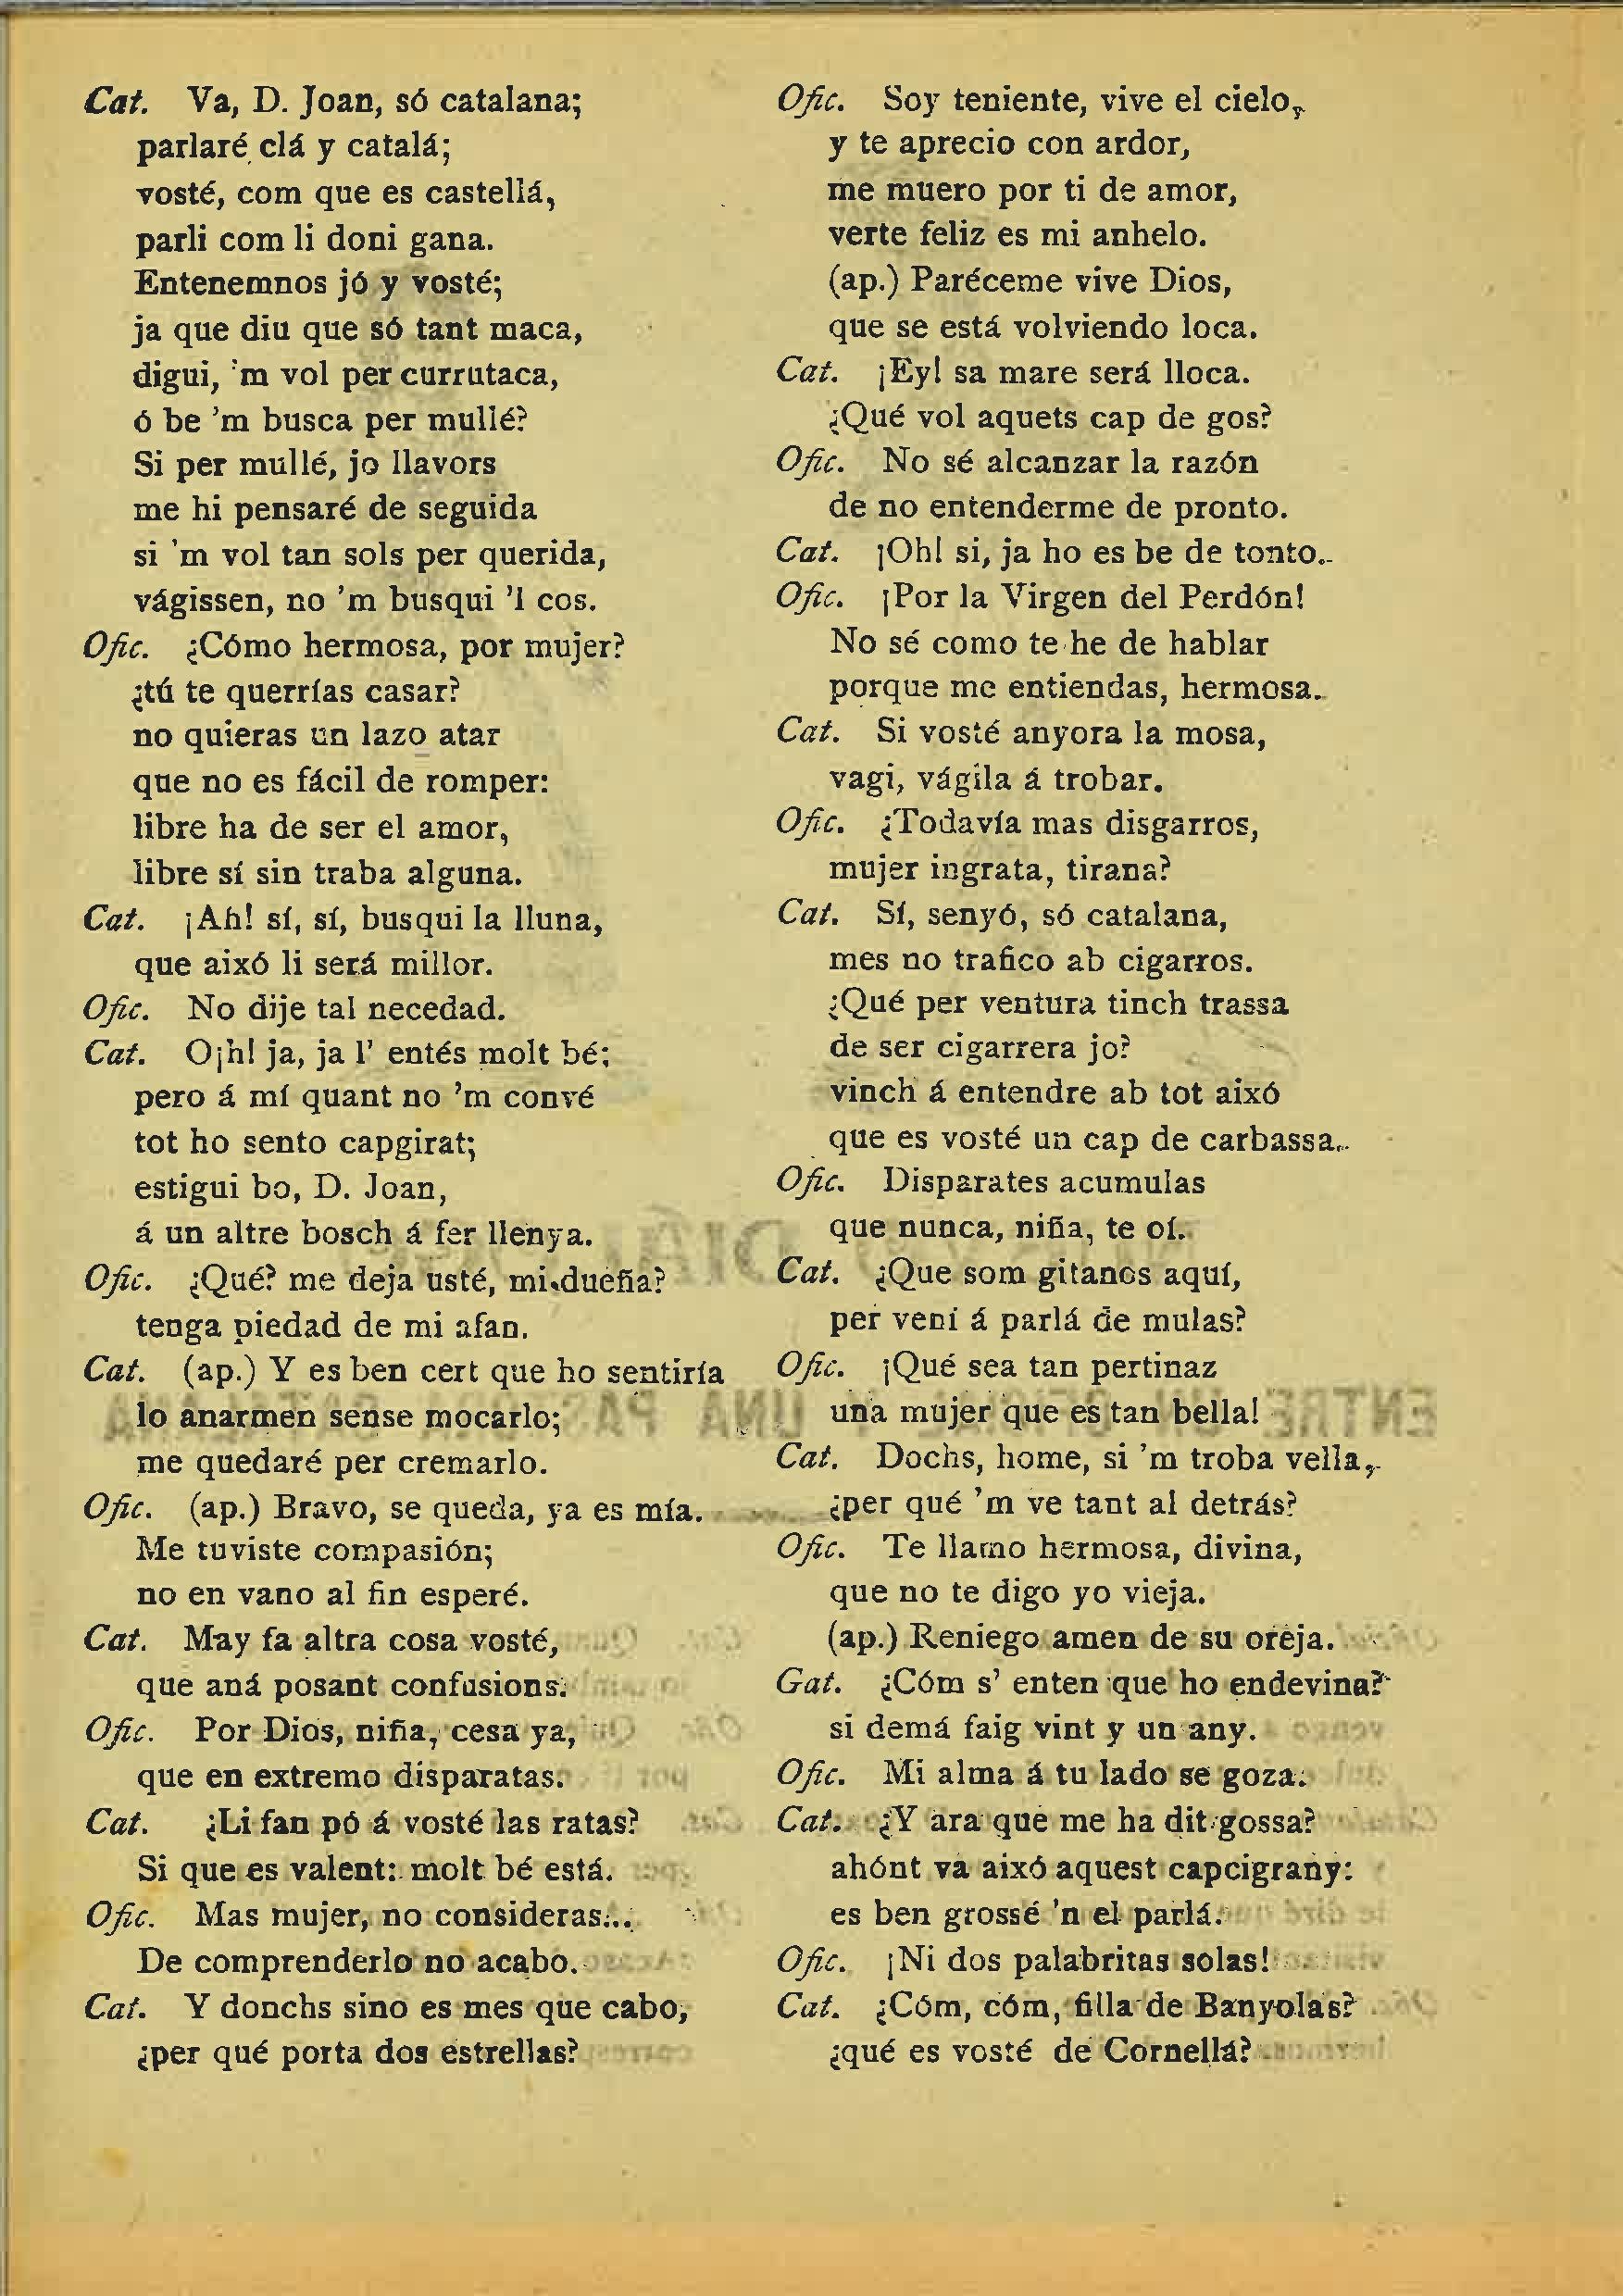 Cat. Va, D. Joan, só catalana;
parlaré clá y catalá;
vosté, com que es castellá,
parli com li doni gana.
Entenemnos jó y vosté;
ja que diu que só tant maca,
digui, 'm vol per currutaca,
ó be 'm busca per mullé?
Si per mullé, jo llavors
me hi pensaré de seguida
si 'm vol tan sols per querida,
vágissen, no 'm busqui 'l cos.
Ofic. ¿Cómo hermosa, por mujer?
¿tú te querrías casar?
no quieras un lazo atar
que no es fácil de romper:
libre ha de ser el amor,
libre sí sin traba alguna.
Cat. ¡Ah! sí, sí, busqui la lluna,
que aixó li será millor.
Ofic. No dije tal necedad.
Cat. O¡h! ja, ja l' entés molt bé;
pero á mí quant no 'm convé
tot ho sento capgirat;
estigui bo, D. Joan,
á un altre bosch á fer llenya.
Ofic. ¿Qué? me deja usté, mi dueña?
tenga piedad de mi afan.
Cat. (ap.) Y es ben cert que ho sentiría
lo anarmen sense mocarlo;
me quedaré per cremarlo.
Ofic. (ap.) Bravo, se queda, ya es mía.
Me tuviste compasión;
no en vano al fin esperé.
Cat. May fa altra cosa vosté,
que aná posant confusions.
Ofic. Por Dios, niña, cesa ya,
que en extremo disparatas.
Cat. ¿Li fan pó á vosté las ratas?
Si que es valent: molt bé está.
Ofic. Mas mujer, no consideras...
De comprenderlo no acabo.
Cat. Y donchs sino es mes que cabo,
¿per qué porta dos estrellas?
Ofic. Soy teniente, vive el cielo,
y te aprecio con ardor,
me muero por ti de amor,
verte feliz es mi anhelo.
(ap.) Paréceme vive Dios,
que se está volviendo loca.
Cat. ¡Ey! sa mare será lloca.
¿Qué vol aquets cap de gos?
Ofic. No sé alcanzar la razón
de no entenderme de pronto.
Cat. ¡Oh! si, ja ho es be de tonto.
Ofic. ¡Por la Virgen del Perdón!
No sé como te he de hablar
porque me entiendas, hermosa.
Cat. Si vosté anyora la mosa,
vagi, vágila á trobar.
Ofic. ¿Todavía mas disgarros,
mujer ingrata, tirana?
Cat. Sí, senyó, só catalana,
mes no trafico ab cigarros.
¿Qué per ventura tinch trassa
de ser cigarrera jo?
vinch á entendre ab tot aixó
que es vosté un cap de carbassa.
Ofic. Disparates acumulas
que nunca, niña, te oí.
Cat. ¿Que som gitanos aquí,
per vení á parlá de mulas?
Ofic. ¡Qué sea tan pertinaz
una mujer que es tan bella!
Cat. Dochs, home, si 'm troba vella,
¿per qué 'm ve tant al detrás?
Ofic. Te llamo hermosa, divina,
que no te digo yo vieja.
(ap.) Reniego amen de su oreja.
Gat. ¿Cóm s' enten que ho endevina?
si demá faig vint y un any.
Ofic. Mi alma á tu lado se goza.
Cat. ¿Y ara que me ha dit gossa?
ahónt va aixó aquest capcigrany:
es ben grossé 'n el parlá.
Ofic. ¡Ni dos palabritas solas!
Cat. ¿Cóm, cóm, filla de Banyolas?
¿qué es vosté de Cornellá?